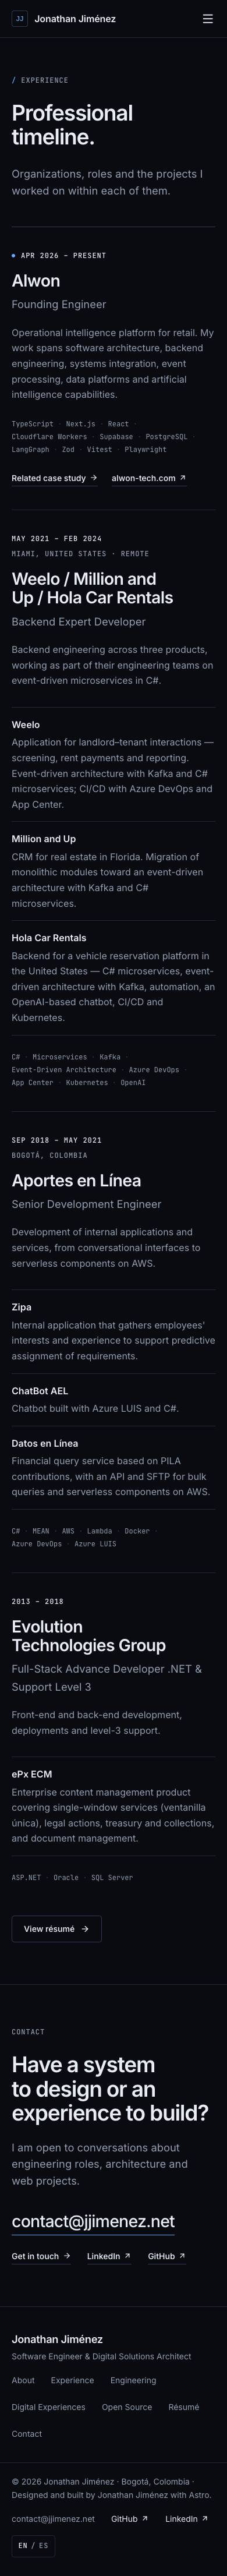 JJ Jonathan Jiménez
/ EXPERIENCE
Professional
timeline.
Organizations, roles and the projects I
worked on within each of them.
APR 2026 – PRESENT
Alwon
Founding Engineer
Operational intelligence platform for retail. My
work spans software architecture, backend
engineering, systems integration, event
processing, data platforms and artificial
intelligence capabilities.
TypeScript · Next.js · React ·
Cloudflare Workers · Supabase · PostgreSQL ·
LangGraph · Zod · Vitest · Playwright
Related case study → alwon-tech.com ↗
MAY 2021 – FEB 2024
MIAMI, UNITED STATES · REMOTE
Weelo / Million and
Up / Hola Car Rentals
Backend Expert Developer
Backend engineering across three products,
working as part of their engineering teams on
event-driven microservices in C#.
Weelo
Application for landlord–tenant interactions —
screening, rent payments and reporting.
Event-driven architecture with Kafka and C#
microservices; CI/CD with Azure DevOps and
App Center.
Million and Up
CRM for real estate in Florida. Migration of
monolithic modules toward an event-driven
architecture with Kafka and C#
microservices.
Hola Car Rentals
Backend for a vehicle reservation platform in
the United States — C# microservices, event-
driven architecture with Kafka, automation, an
OpenAI-based chatbot, CI/CD and
Kubernetes.
C# · Microservices · Kafka ·
Event-Driven Architecture · Azure DevOps ·
App Center · Kubernetes · OpenAI
SEP 2018 – MAY 2021
BOGOTÁ, COLOMBIA
Aportes en Línea
Senior Development Engineer
Development of internal applications and
services, from conversational interfaces to
serverless components on AWS.
Zipa
Internal application that gathers employees'
interests and experience to support predictive
assignment of requirements.
ChatBot AEL
Chatbot built with Azure LUIS and C#.
Datos en Línea
Financial query service based on PILA
contributions, with an API and SFTP for bulk
queries and serverless components on AWS.
C# · MEAN · AWS · Lambda · Docker ·
Azure DevOps · Azure LUIS
2013 – 2018
Evolution
Technologies Group
Full-Stack Advance Developer .NET &
Support Level 3
Front-end and back-end development,
deployments and level-3 support.
ePx ECM
Enterprise content management product
covering single-window services (ventanilla
única), legal actions, treasury and collections,
and document management.
ASP.NET · Oracle · SQL Server
View résumé →
CONTACT
Have a system
to design or an
experience to build?
I am open to conversations about
engineering roles, architecture and
web projects.
contact@jjimenez.net
Get in touch → LinkedIn ↗ GitHub ↗
Jonathan Jiménez
Software Engineer & Digital Solutions Architect
About Experience Engineering
Digital Experiences Open Source Résumé
Contact
© 2026 Jonathan Jiménez · Bogotá, Colombia ·
Designed and built by Jonathan Jiménez with Astro.
contact@jjimenez.net GitHub ↗ LinkedIn ↗
EN / ES